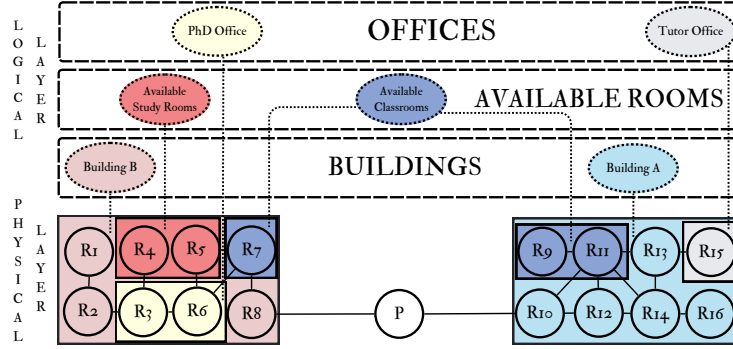 LOGICAL
LAYER
PhD Office
OFFICES
Tutor Office
Available
Study Rooms
Available
Classrooms
AVAILABLE ROOMS
Building B
BUILDINGS
Building A
PHYSICAL
LAYER
R1
R4
R5
R7
R9
R11
R13
R15
R2
R3
R6
R8
P
R10
R12
R14
R16